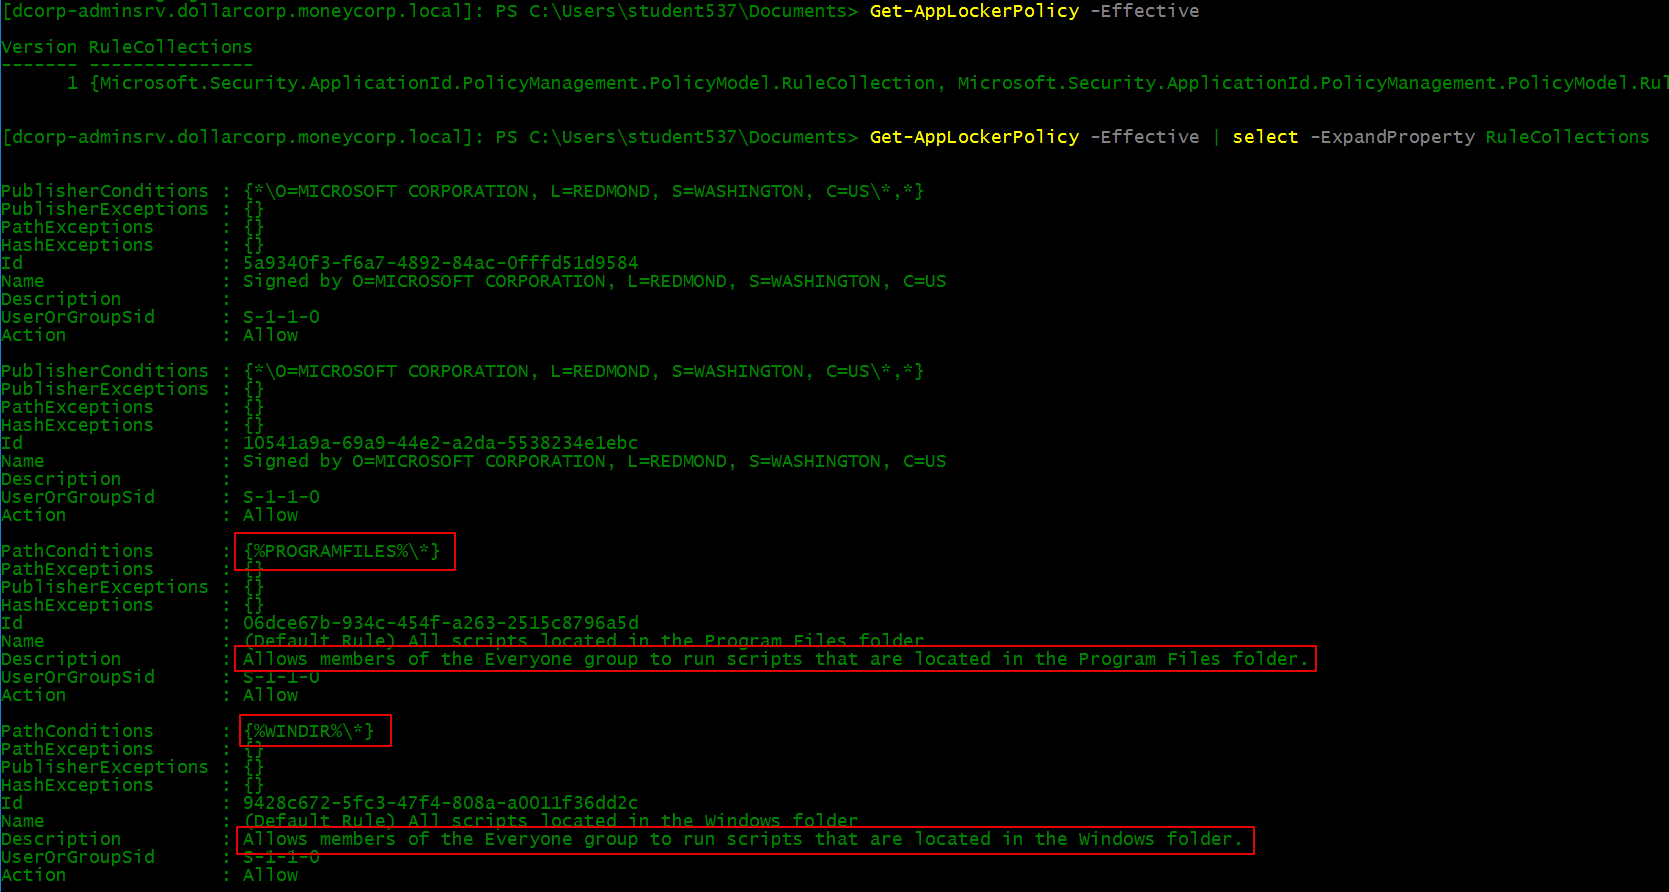 [dcorp-adminsrv.dollarcorp.moneycorp.local]: PS C:\Users\student537\Documents> Get-AppLockerPolicy -Effective
Version RuleCollections
------- ---------------
1 {Microsoft.Security.ApplicationId.PolicyManagement.PolicyModel.RuleCollection, Microsoft.Security.ApplicationId.PolicyManagement.PolicyModel.Rul
[dcorp-adminsrv.dollarcorp.moneycorp.local]: PS C:\Users\student537\Documents> Get-AppLockerPolicy -Effective | select -ExpandProperty RuleCollections
PublisherConditions : {*\O=MICROSOFT CORPORATION, L=REDMOND, S=WASHINGTON, C=US\*,*}
PublisherExceptions : {}
PathExceptions : {}
HashExceptions : {}
Id : 5a9340f3-f6a7-4892-84ac-0fffd51d9584
Name : Signed by O=MICROSOFT CORPORATION, L=REDMOND, S=WASHINGTON, C=US
Description :
UserOrGroupSid : S-1-1-0
Action : Allow
PublisherConditions : {*\O=MICROSOFT CORPORATION, L=REDMOND, S=WASHINGTON, C=US\*,*}
PublisherExceptions : {}
PathExceptions : {}
HashExceptions : {}
Id : 10541a9a-69a9-44e2-a2da-5538234e1ebc
Name : Signed by O=MICROSOFT CORPORATION, L=REDMOND, S=WASHINGTON, C=US
Description :
UserOrGroupSid : S-1-1-0
Action : Allow
PathConditions : {%PROGRAMFILES%\*}
PathExceptions : {}
PublisherExceptions : {}
HashExceptions : {}
Id : 06dce67b-934c-454f-a263-2515c8796a5d
Name : (Default Rule) All scripts located in the Program Files folder
Description : Allows members of the Everyone group to run scripts that are located in the Program Files folder.
UserOrGroupSid : S-1-1-0
Action : Allow
PathConditions : {%WINDIR%\*}
PathExceptions : {}
PublisherExceptions : {}
HashExceptions : {}
Id : 9428c672-5fc3-47f4-808a-a0011f36dd2c
Name : (Default Rule) All scripts located in the Windows folder
Description : Allows members of the Everyone group to run scripts that are located in the Windows folder.
UserOrGroupSid : S-1-1-0
Action : Allow